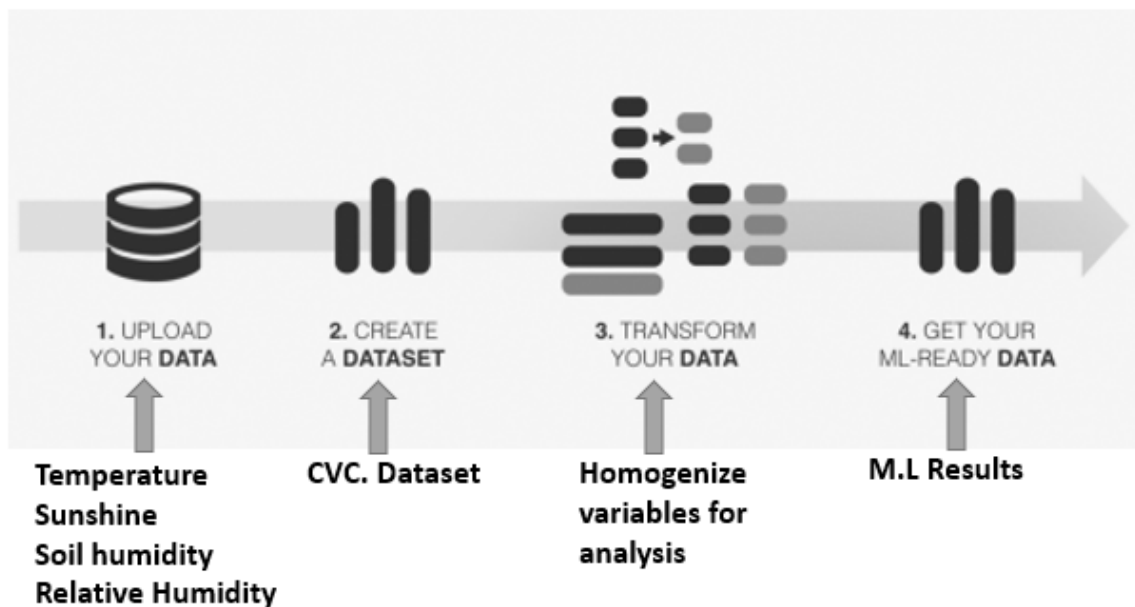 1. UPLOAD
YOUR DATA
2. CREATE
A DATASET
3. TRANSFORM
YOUR DATA
4. GET YOUR
ML-READY DATA
Temperature
Sunshine
Soil humidity
Relative Humidity
CVC. Dataset
Homogenize
variables for
analysis
M.L Results